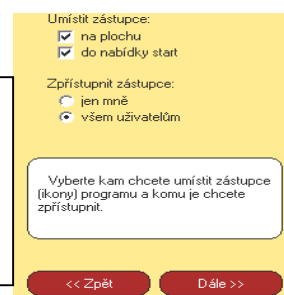 Umístit zástupce:
na plochu
do nabídky start
Zpřístupnit zástupce:
jen mně
všem uživatelům
Vyberte kam chcete umístit zástupce
(ikony) programu a komu je chcete
zpřístupnit.
<< Zpět
Dále >>